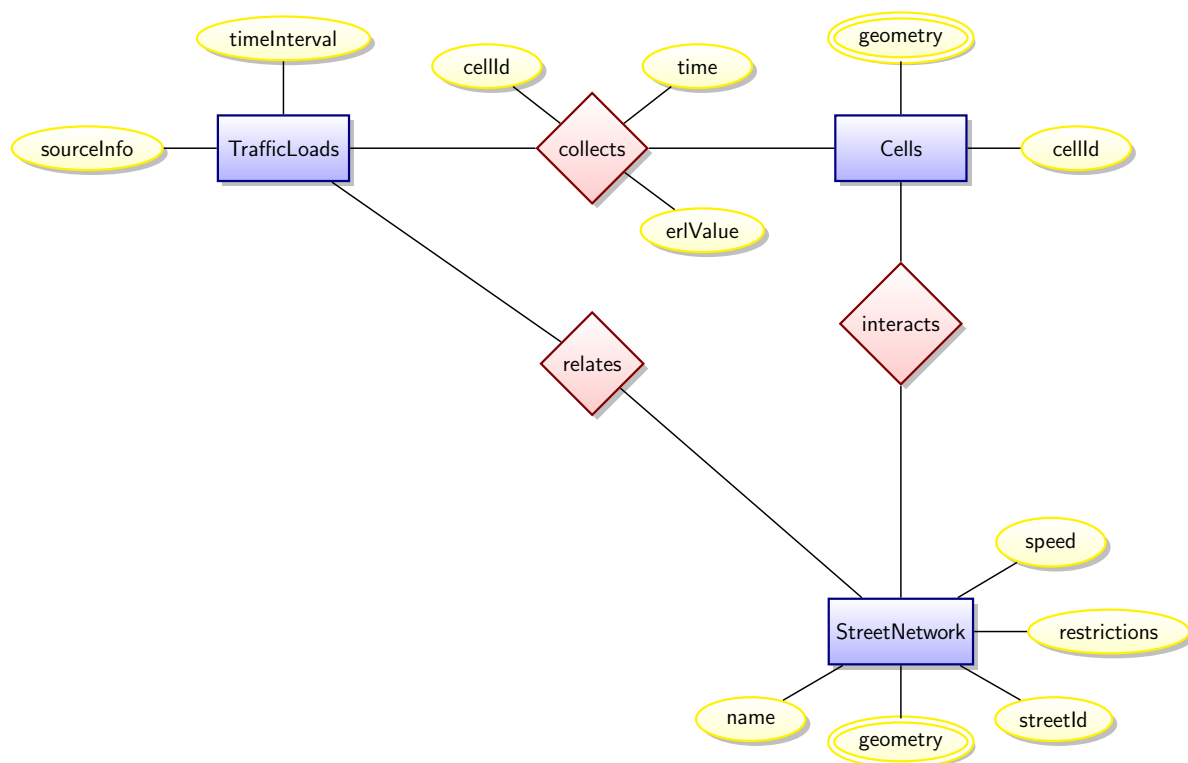 timeInterval
geometry
cellId
time
sourceInfo
TrafficLoads
collects
Cells
cellId
erlValue
interacts
relates
speed
StreetNetwork
restrictions
name
streetId
geometry